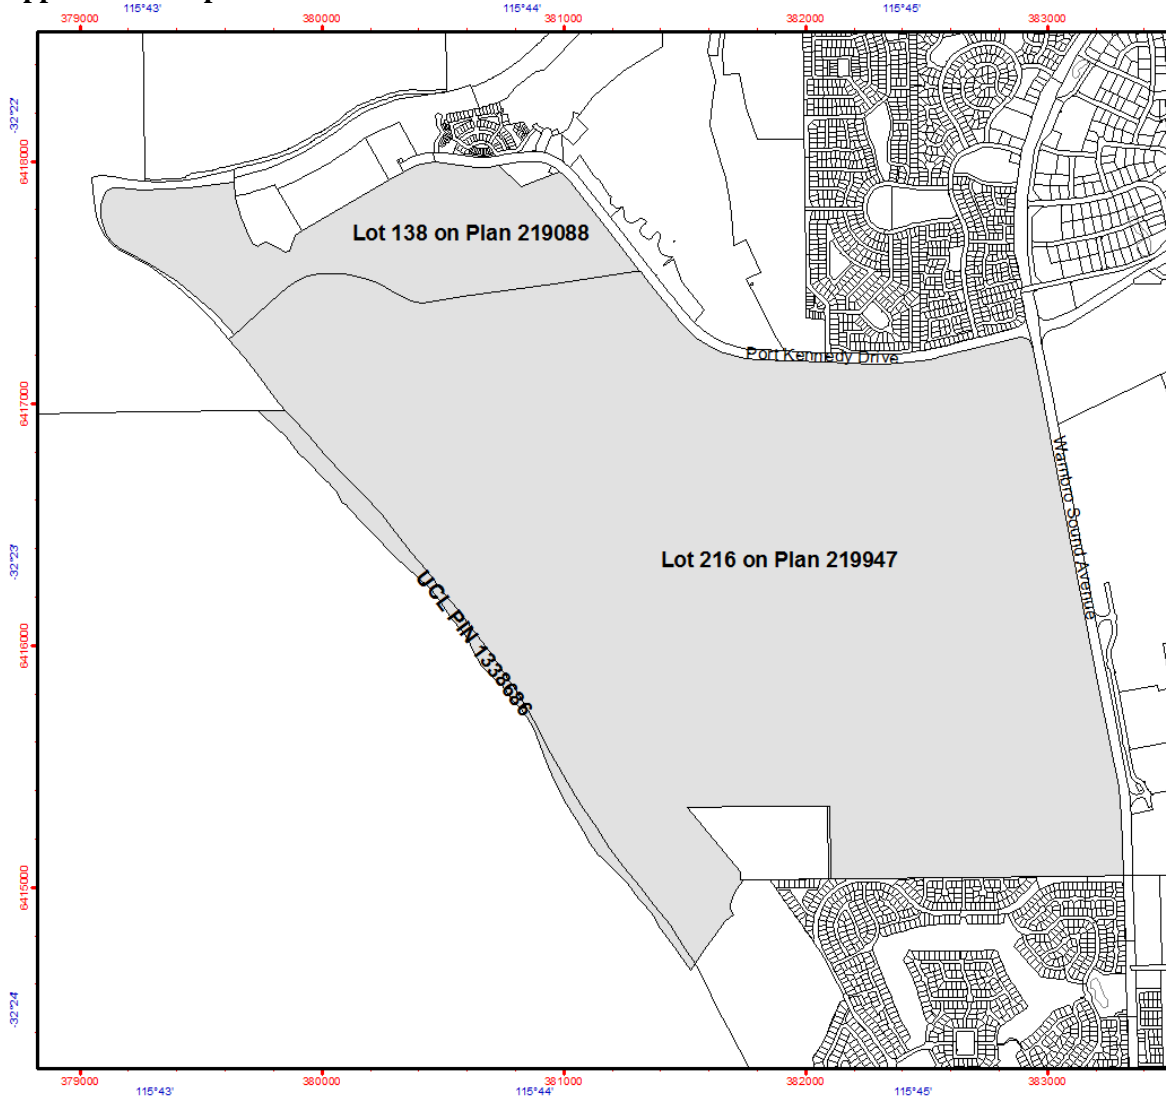 115°43' 115°44' 115°45'
379000 380000 381000 382000 383000
-32°22'
6418000
Lot 138 on Plan 219088
Port Kennedy Drive
6417000
Warnbro Sound Avenue
-32°23'
Lot 216 on Plan 219947
UCL PIN 1338686
6416000
6415000
-32°24'
379000 380000 381000 382000 383000
115°43' 115°44' 115°45'